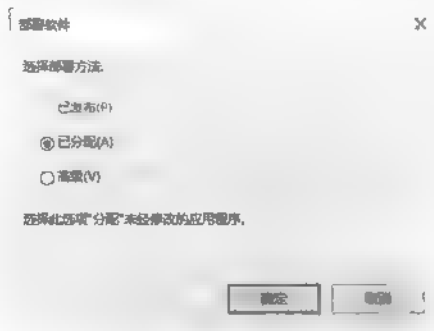 部署软件
选择部署方法:
已发布(P)
已分配(A)
高级(V)
选择此选项"分配"未经修改的应用程序。
确定
取消